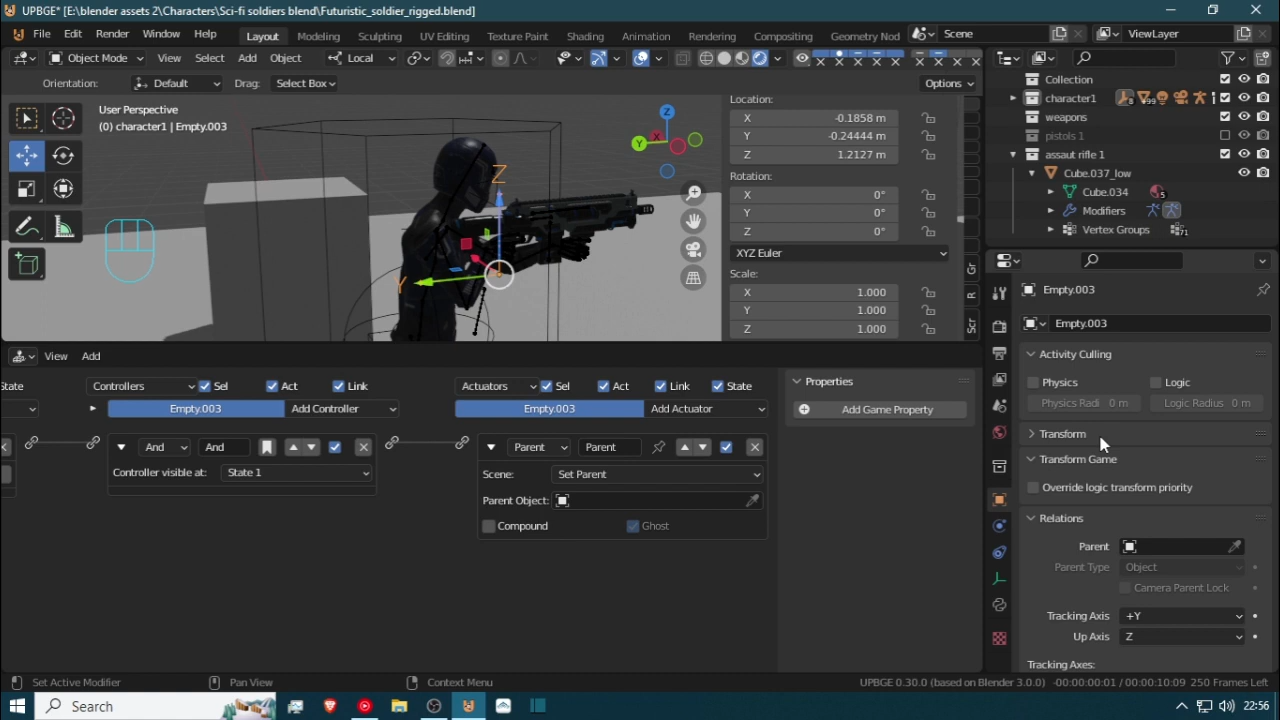 UPBGE* [E:\blender assets 2\Characters\Sci-fi soldiers blend\Futuristic_soldier_rigged.blend]
File Edit Render Window Help Layout Modeling Sculpting UV Editing Texture Paint Shading Animation Rendering Compositing Geometry Nod Scene ViewLayer
Object Mode View Select Add Object Local
Orientation: Default Drag: Select Box Options
User Perspective
(0) character1 | Empty.003
Z
Y
Z
Y
X
Location:
X -0.1858 m
Y -0.24444 m
Z 1.2127 m
Rotation:
X 0°
Y 0°
Z 0°
XYZ Euler
Scale:
X 1.000
Y 1.000
Z 1.000
Gr
R
Scr
Collection
character1 8 99
weapons
pistols 1
assaut rifle 1
Cube.037_low
Cube.034 5
Modifiers
Vertex Groups 71
Empty.003
Empty.003
Activity Culling
Physics Logic
Physics Radi 0 m Logic Radius 0 m
Transform
Transform Game
Override logic transform priority
Relations
Parent
Parent Type Object
Camera Parent Lock
Tracking Axis +Y
Up Axis Z
Tracking Axes:
View Add
State Controllers Sel Act Link Actuators Sel Act Link State
Empty.003 Add Controller Empty.003 Add Actuator
And And Parent Parent
Controller visible at: State 1
Scene: Set Parent
Parent Object:
Compound Ghost
Properties
Add Game Property
Set Active Modifier Pan View Context Menu UPBGE 0.30.0 (based on Blender 3.0.0) -00:00:00:01 / 00:00:10:09 250 Frames Left
Search 22:56